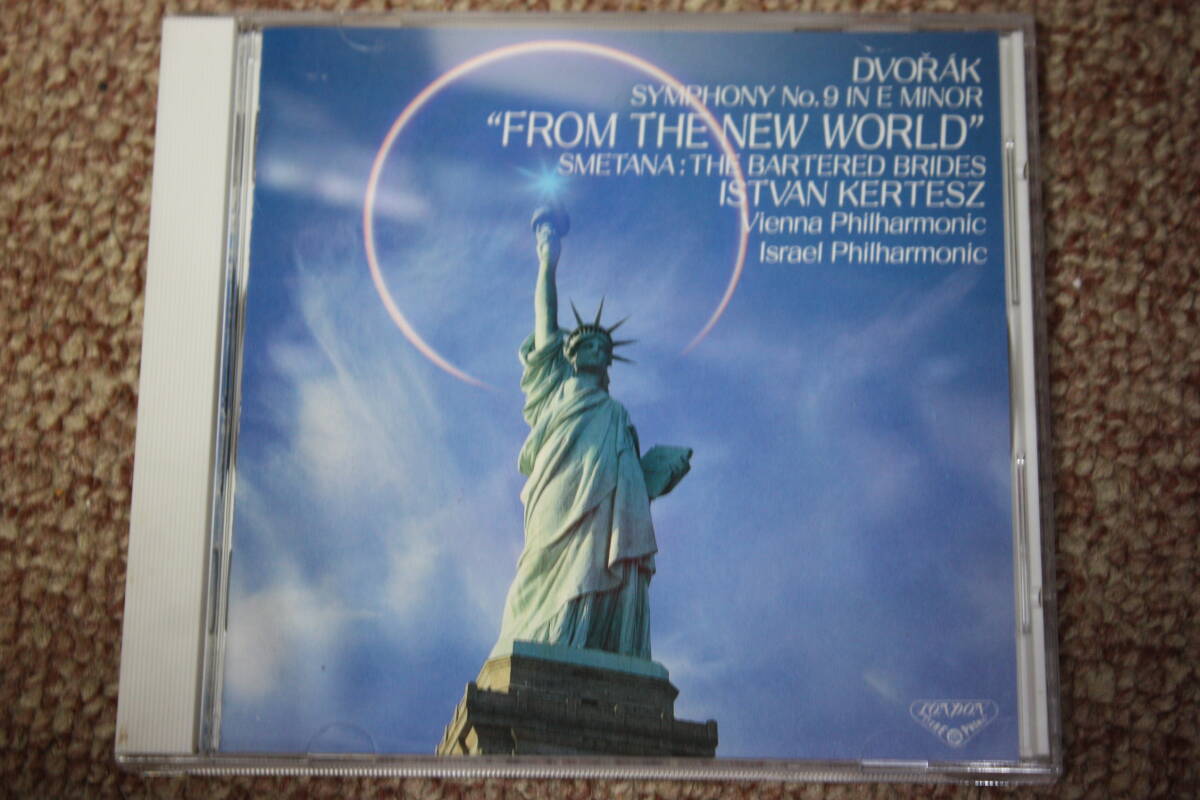 DVOŘÁK
SYMPHONY No.9 IN E MINOR
"FROM THE NEW WORLD"
SMETANA: THE BARTERED BRIDES
ISTVAN KERTESZ
Vienna Philharmonic
Israel Philharmonic
LONDON